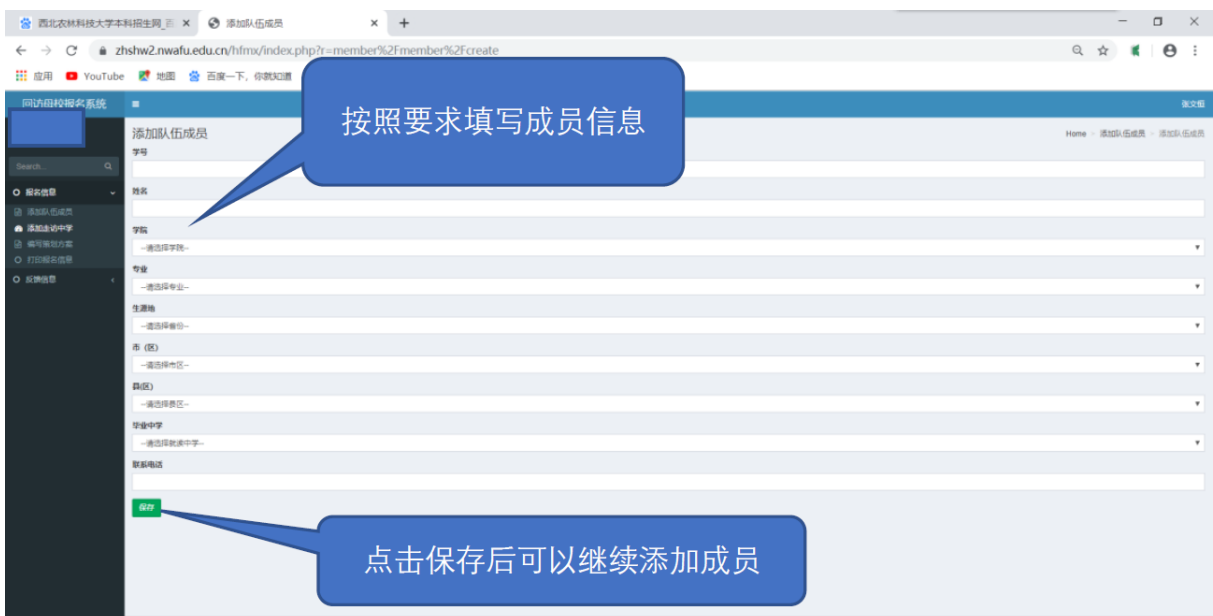 西北农林科技大学本科招生网_百
添加队伍成员
zhshw2.nwafu.edu.cn/hfmx/index.php?r=member%2Fmember%2Fcreate
应用 YouTube 地图 百度一下，你就知道
回访母校报名系统
按照要求填写成员信息
添加队伍成员
Home > 添加队伍成员 > 添加队伍成员
学号
Search...
报名信息
姓名
添加队伍成员
添加走访中学
编写策划方案
打印报名信息
反馈信息
学院
--请选择学院--
专业
--请选择专业--
生源地
--请选择省份--
市（区）
--请选择市区--
县(区)
--请选择县区--
毕业中学
--请选择就读中学--
联系电话
保存
点击保存后可以继续添加成员